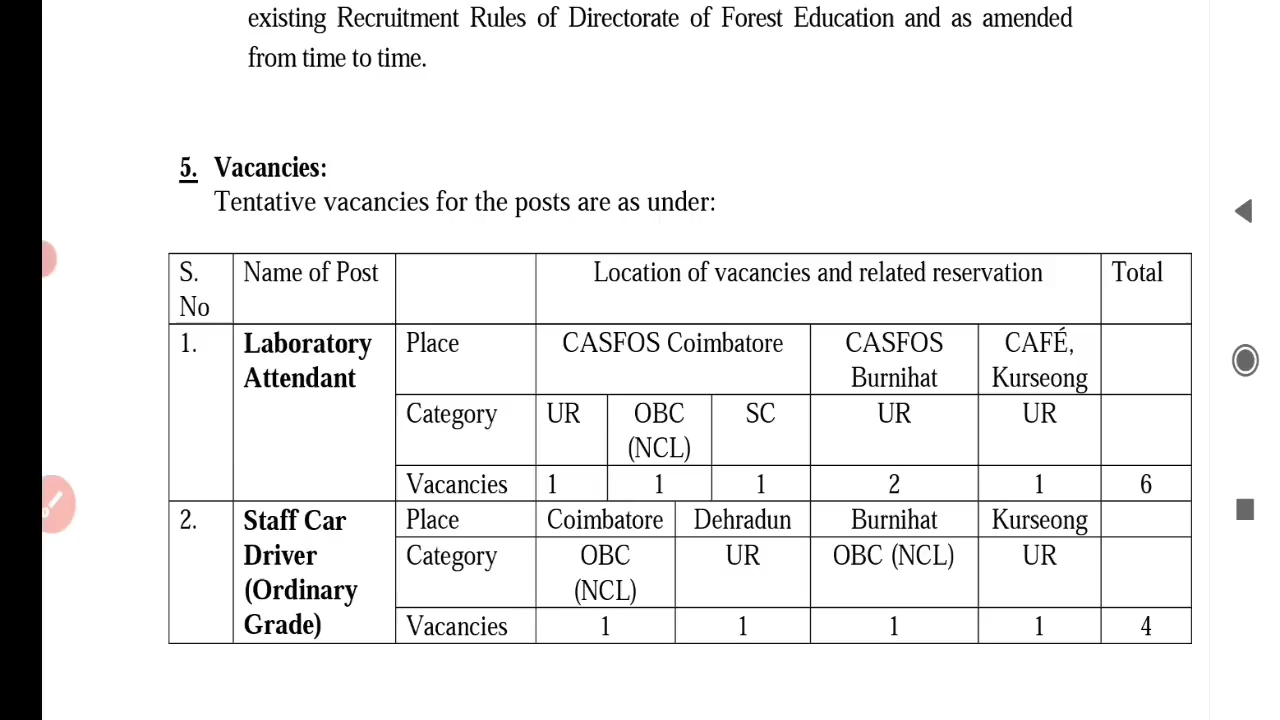 existing Recruitment Rules of Directorate of Forest Education and as amended
from time to time.
5. Vacancies:
Tentative vacancies for the posts are as under:
S. No Name of Post Location of vacancies and related reservation Total
1. Laboratory Attendant Place CASFOS Coimbatore CASFOS Burnihat CAFÉ, Kurseong
Category UR OBC (NCL) SC UR UR
Vacancies 1 1 1 2 1 6
2. Staff Car Driver (Ordinary Grade) Place Coimbatore Dehradun Burnihat Kurseong
Category OBC (NCL) UR OBC (NCL) UR
Vacancies 1 1 1 1 4